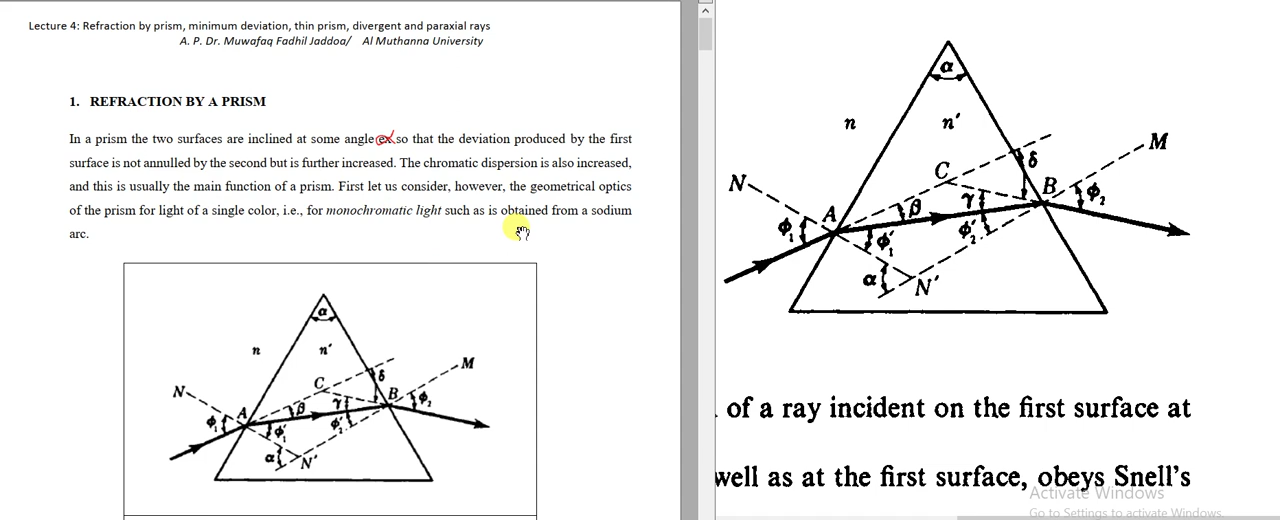 Lecture 4: Refraction by prism, minimum deviation, thin prism, divergent and paraxial rays
A. P. Dr. Muwafaq Fadhil Jaddoa/ Al Muthanna University
1. REFRACTION BY A PRISM
In a prism the two surfaces are inclined at some angle so that the deviation produced by the first
surface is not annulled by the second but is further increased. The chromatic dispersion is also increased,
and this is usually the main function of a prism. First let us consider, however, the geometrical optics
of the prism for light of a single color, i.e., for monochromatic light such as is obtained from a sodium
arc.
α
n n′
M
δ
C
N
A B
ϕ₁ β γ ϕ₂
ϕ′₁ ϕ′₂
α N′
α
n n′
M
δ
C
N B
A γ ϕ₂
ϕ₁ β
ϕ′₁ ϕ′₂
α N′
of a ray incident on the first surface at
well as at the first surface, obeys Snell's
Activate Windows
Go to Settings to activate Windows.